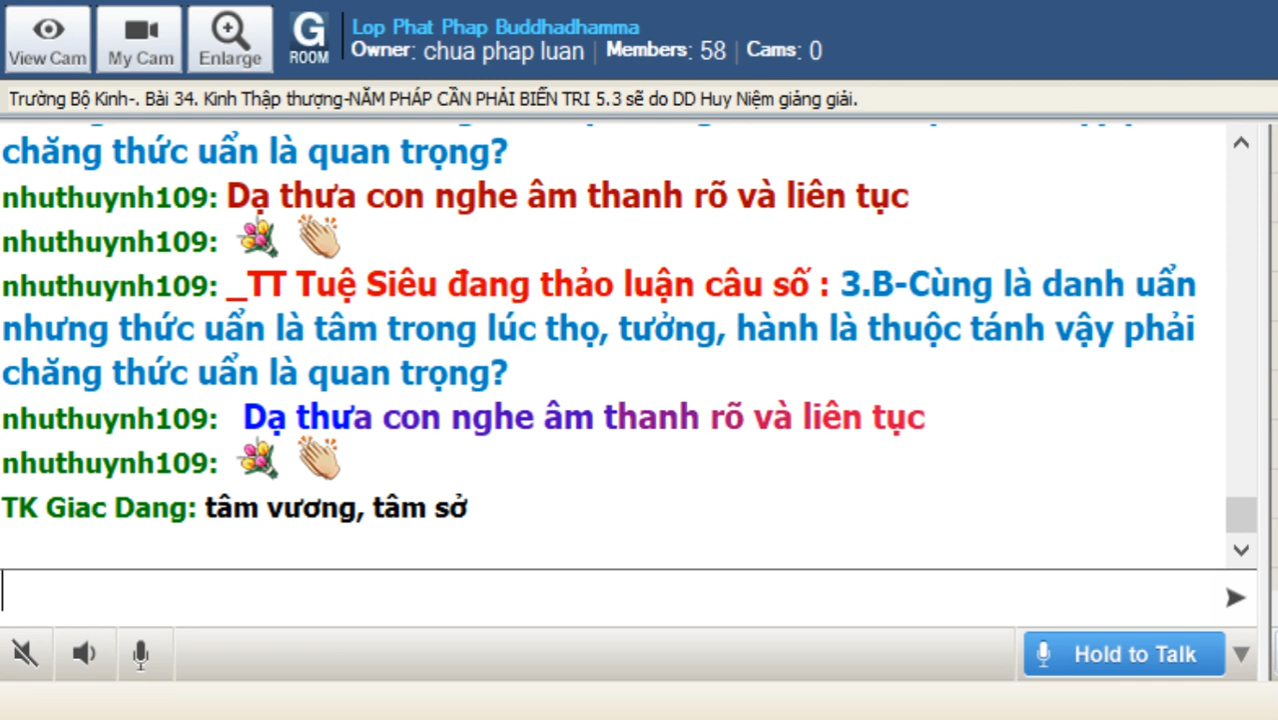 View Cam
My Cam
Enlarge
G
ROOM
Lop Phat Phap Buddhadhamma
Owner: chua phap luan | Members: 58 | Cams: 0
Trường Bộ Kinh-. Bài 34. Kinh Thập thượng-NĂM PHÁP CẦN PHẢI BIẾN TRI 5.3 sẽ do DD Huy Niệm giảng giải.
chăng thức uẩn là quan trọng?
nhuthuynh109: Dạ thưa con nghe âm thanh rõ và liên tục
nhuthuynh109:
nhuthuynh109: _TT Tuệ Siêu đang thảo luận câu số : 3.B-Cùng là danh uẩn
nhưng thức uẩn là tâm trong lúc thọ, tưởng, hành là thuộc tánh vậy phải
chăng thức uẩn là quan trọng?
nhuthuynh109: Dạ thưa con nghe âm thanh rõ và liên tục
nhuthuynh109:
TK Giac Dang: tâm vương, tâm sở
Hold to Talk